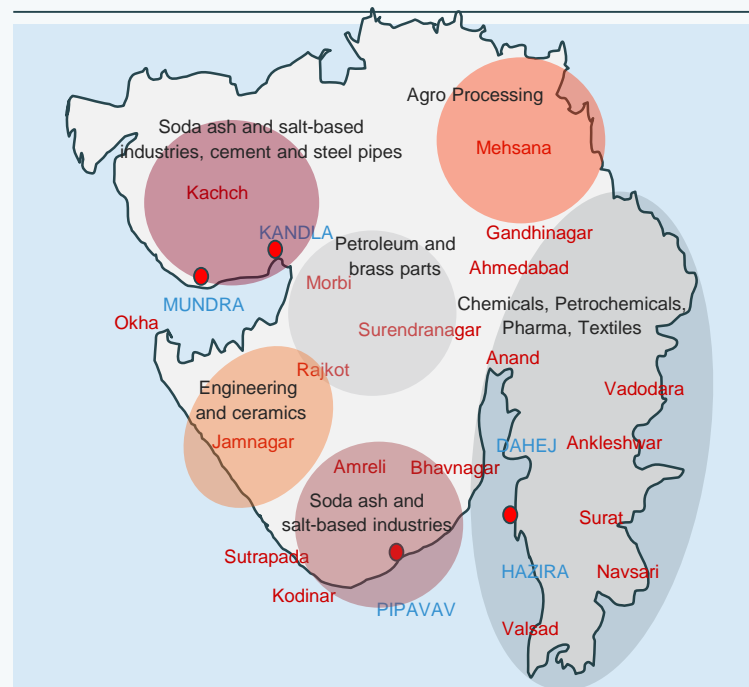 Agro Processing
Soda ash and salt-based
industries, cement and steel pipes
Mehsana
Kachch
KANDLA
Gandhinagar
Petroleum and
brass parts
Ahmedabad
Morbi
MUNDRA
Chemicals, Petrochemicals,
Pharma, Textiles
Okha
Surendranagar
Anand
Rajkot
Engineering
and ceramics
Vadodara
Jamnagar
DAHEJ
Ankleshwar
Amreli
Bhavnagar
Soda ash and
salt-based industries
Surat
Sutrapada
HAZIRA
Navsari
Kodinar
PIPAVAV
Valsad